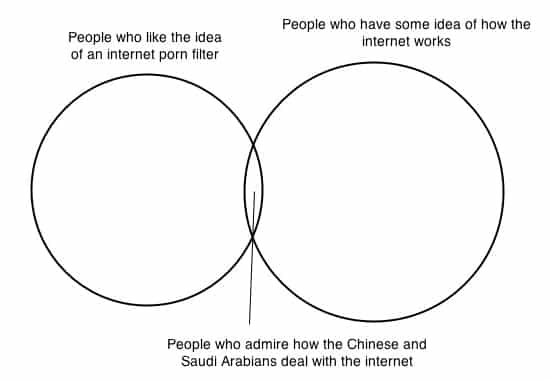 People who like the idea
of an internet porn filter
People who have some idea of how the
internet works
People who admire how the Chinese and
Saudi Arabians deal with the internet